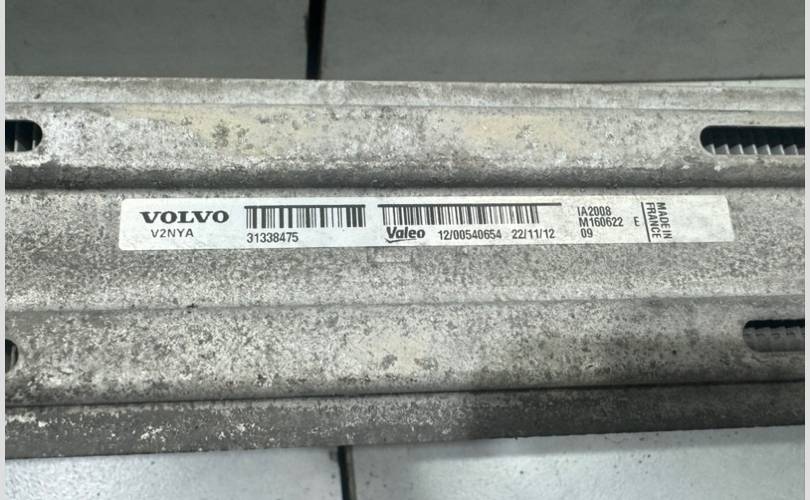 VOLVO
V2NYA
31338475
Valeo 12/00540654 22/11/12
IA2008
M160622 E
09
MADE IN
FRANCE